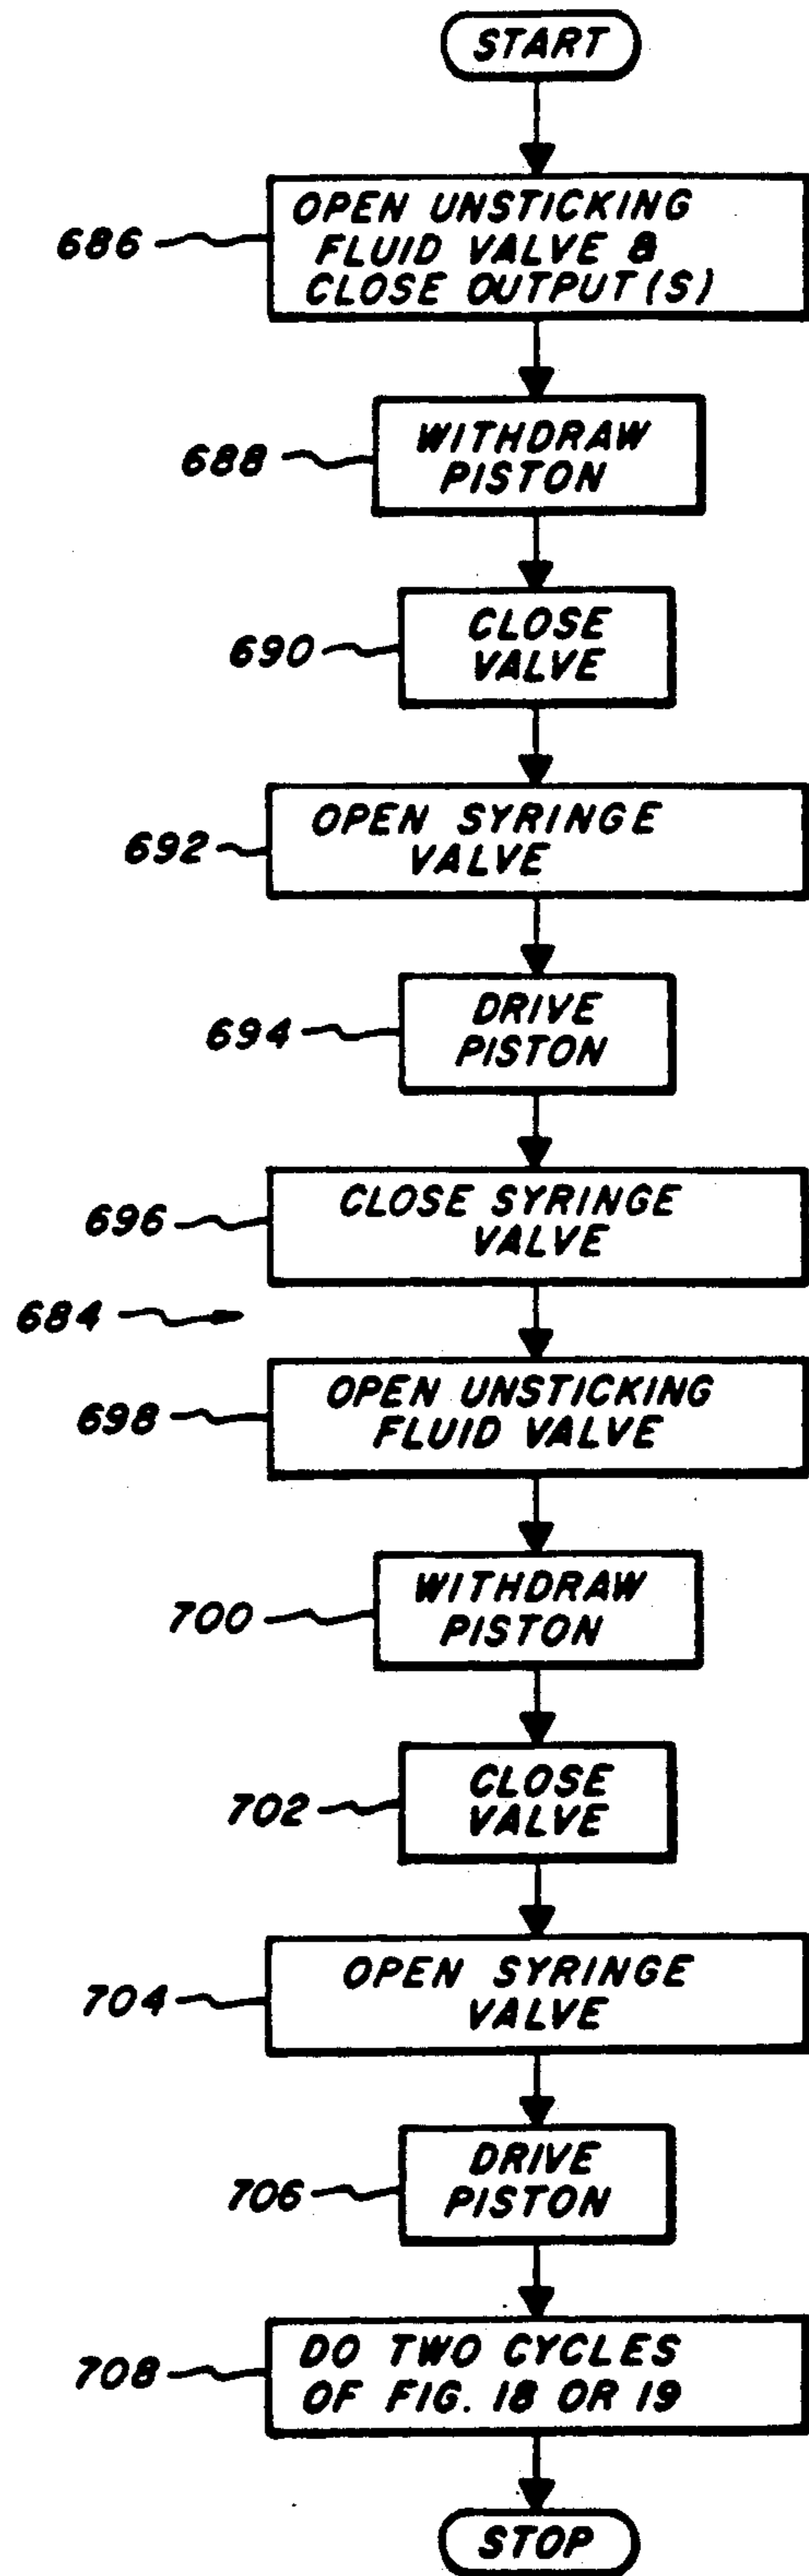 START
686
OPEN UNSTICKING
FLUID VALVE &
CLOSE OUTPUT(S)
688
WITHDRAW
PISTON
690
CLOSE
VALVE
692
OPEN SYRINGE
VALVE
694
DRIVE
PISTON
696
CLOSE SYRINGE
VALVE
684
698
OPEN UNSTICKING
FLUID VALVE
700
WITHDRAW
PISTON
702
CLOSE
VALVE
704
OPEN SYRINGE
VALVE
706
DRIVE
PISTON
708
DO TWO CYCLES
OF FIG. 18 OR 19
STOP